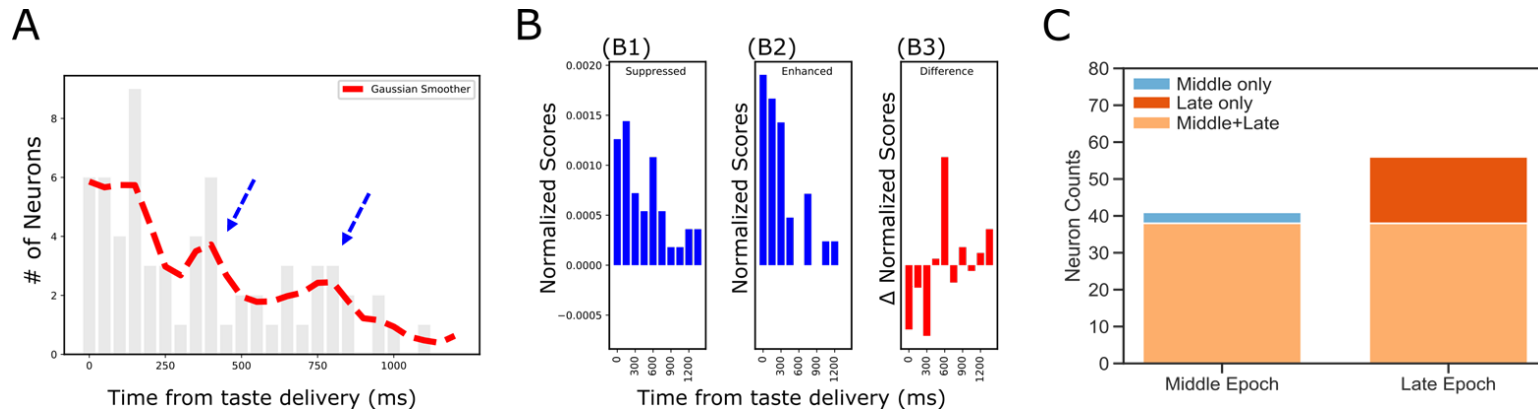 A
# of Neurons
8
6
4
2
0
Gaussian Smoother
0 250 500 750 1000
Time from taste delivery (ms)
B
(B1) (B2) (B3)
Suppressed Enhanced Difference
Normalized Scores
Normalized Scores
Δ Normalized Scores
0.0020
0.0015
0.0010
0.0005
0.0000
−0.0005
0 300 600 900 1200
0 300 600 900 1200
0 300 600 900 1200
Time from taste delivery (ms)
C
Neuron Counts
80
70
60
50
40
30
20
10
0
Middle only
Late only
Middle+Late
Middle Epoch Late Epoch